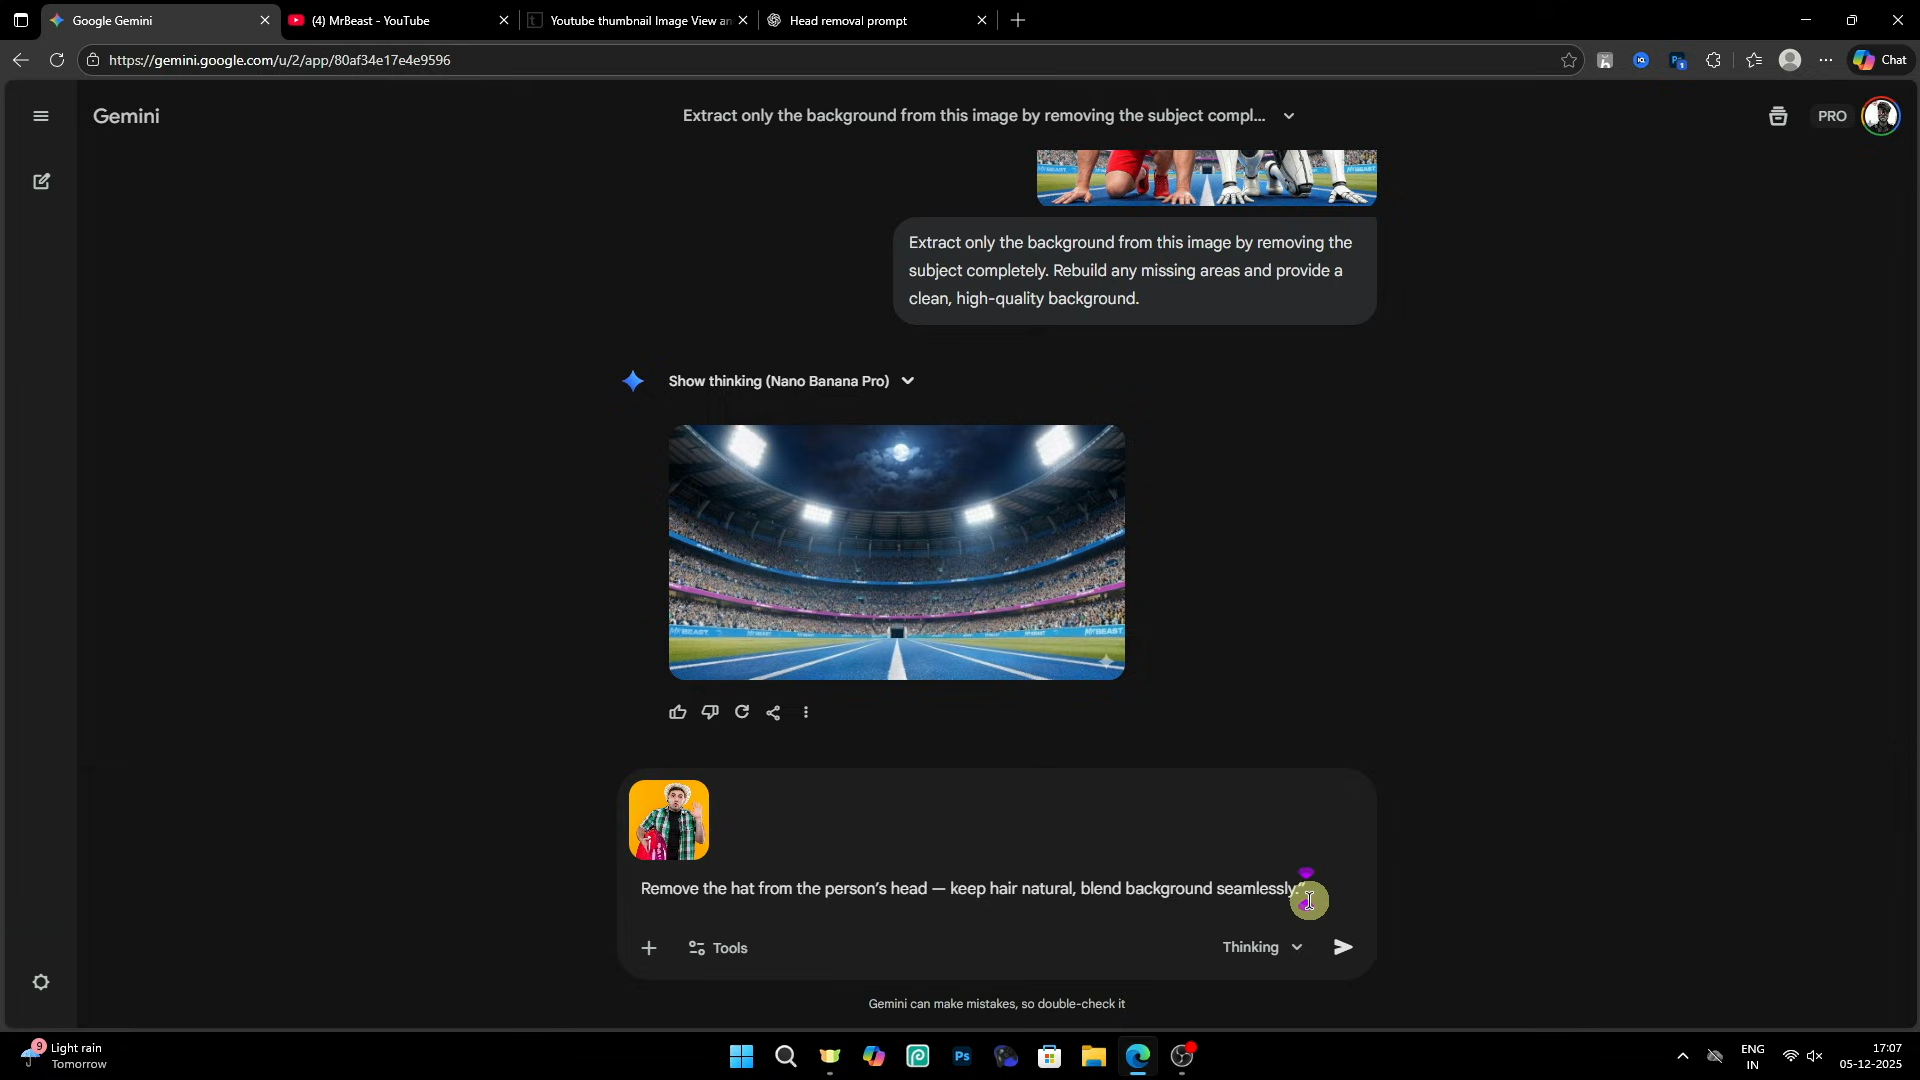 Google Gemini
(4) MrBeast - YouTube
Youtube thumbnail Image View an
Head removal prompt
https://gemini.google.com/u/2/app/80af34e17e4e9596
Chat
Gemini
Extract only the background from this image by removing the subject compl...
PRO
Extract only the background from this image by removing the
subject completely. Rebuild any missing areas and provide a
clean, high-quality background.
Show thinking (Nano Banana Pro)
MRBEAST
MRBEAST
Remove the hat from the person’s head — keep hair natural, blend background seamlessly.”
Tools
Thinking
Gemini can make mistakes, so double-check it
9
Light rain
Tomorrow
Ps
ENG
IN
17:07
05-12-2025